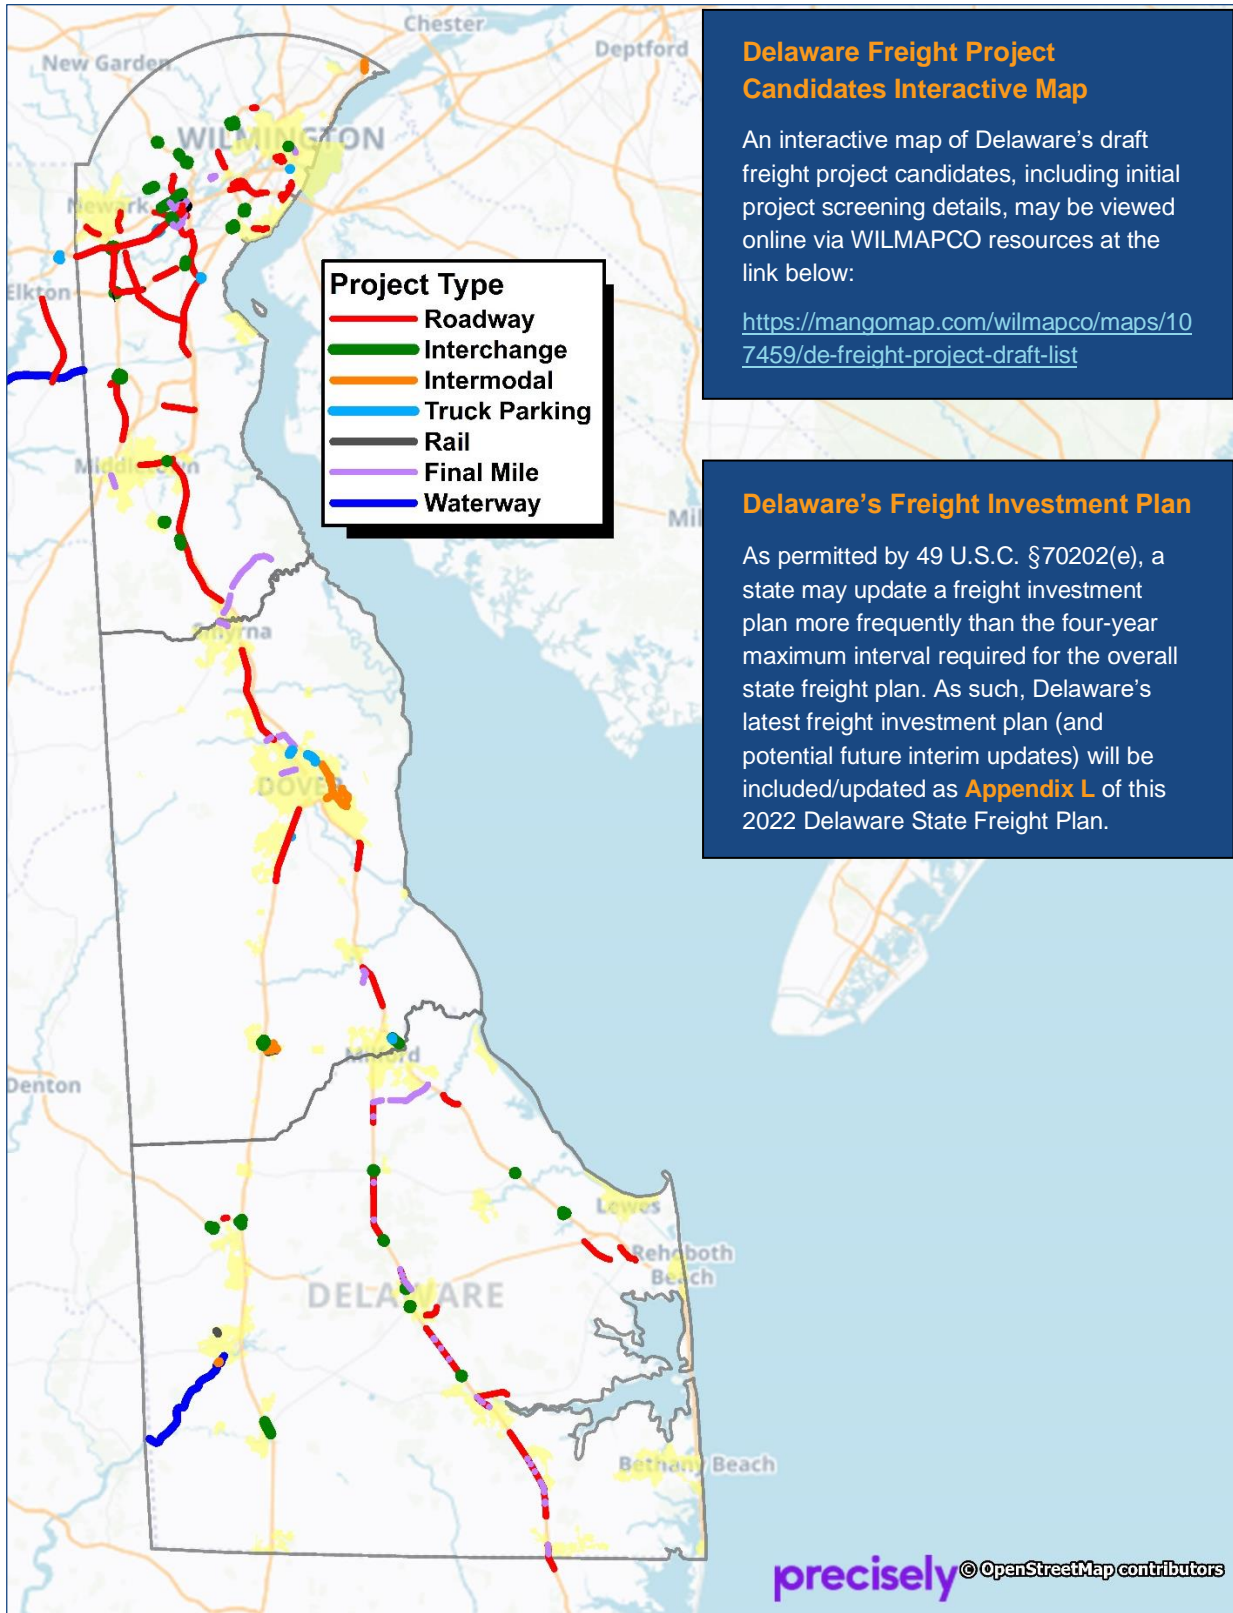 Chester
New Garden
Deptford
WILMINGTON
Newark
Elkton
Middletown
Smyrna
DOVER
Milford
Denton
Lewes
Rehoboth
Beach
DELAWARE
Bethany Beach
Mil
Project Type
Roadway
Interchange
Intermodal
Truck Parking
Rail
Final Mile
Waterway
Delaware Freight Project
Candidates Interactive Map
An interactive map of Delaware’s draft
freight project candidates, including initial
project screening details, may be viewed
online via WILMAPCO resources at the
link below:
https://mangomap.com/wilmapco/maps/10
7459/de-freight-project-draft-list
Delaware’s Freight Investment Plan
As permitted by 49 U.S.C. §70202(e), a
state may update a freight investment
plan more frequently than the four-year
maximum interval required for the overall
state freight plan. As such, Delaware’s
latest freight investment plan (and
potential future interim updates) will be
included/updated as Appendix L of this
2022 Delaware State Freight Plan.
precisely © OpenStreetMap contributors